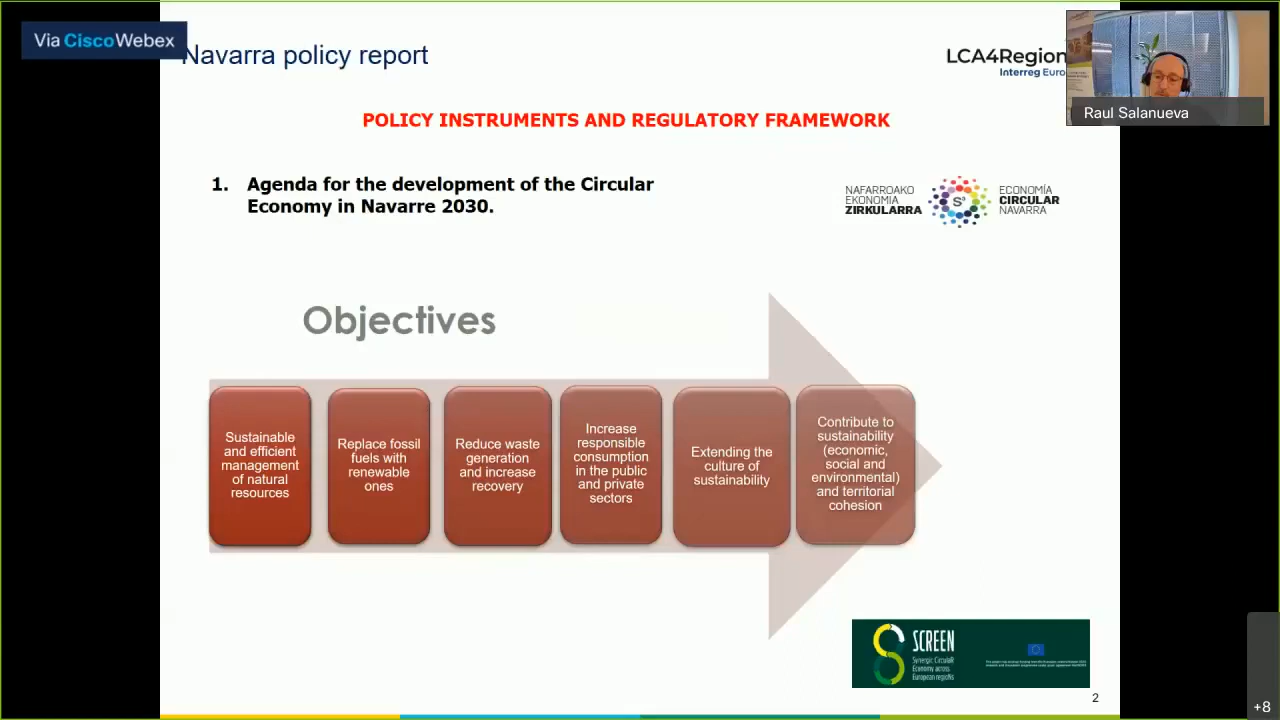 Via Cisco Webex
Navarra policy report
LCA4Region
Interreg Euro
Raul Salanueva
POLICY INSTRUMENTS AND REGULATORY FRAMEWORK
1. Agenda for the development of the Circular
Economy in Navarre 2030.
NAFARROAKO
EKONOMIA
ZIRKULARRA
S³
ECONOMÍA
CIRCULAR
NAVARRA
Objectives
Sustainable
and efficient
management
of natural
resources
Replace fossil
fuels with
renewable
ones
Reduce waste
generation
and increase
recovery
Increase
responsible
consumption
in the public
and private
sectors
Extending the
culture of
sustainability
Contribute to
sustainability
(economic,
social and
environmental)
and territorial
cohesion
SCREEN
Synergic CirculaR
Economy across
European regioNs
2
+8